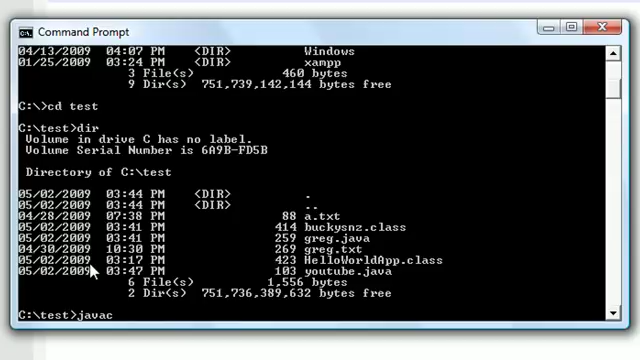 Command Prompt
04/13/2009 04:07 PM <DIR> Windows
01/25/2009 03:24 PM <DIR> xampp
3 File(s) 460 bytes
9 Dir(s) 751,739,142,144 bytes free
C:\>cd test
C:\test>dir
Volume in drive C has no label.
Volume Serial Number is 6A9B-FD5B
Directory of C:\test
05/02/2009 03:44 PM <DIR> .
05/02/2009 03:44 PM <DIR> ..
04/28/2009 07:38 PM 88 a.txt
05/02/2009 03:41 PM 414 buckysnz.class
05/02/2009 03:41 PM 259 greg.java
04/30/2009 10:30 PM 269 greg.txt
05/02/2009 03:17 PM 423 HelloWorldApp.class
05/02/2009 03:47 PM 103 youtube.java
6 File(s) 1,556 bytes
2 Dir(s) 751,736,389,632 bytes free
C:\test>javac